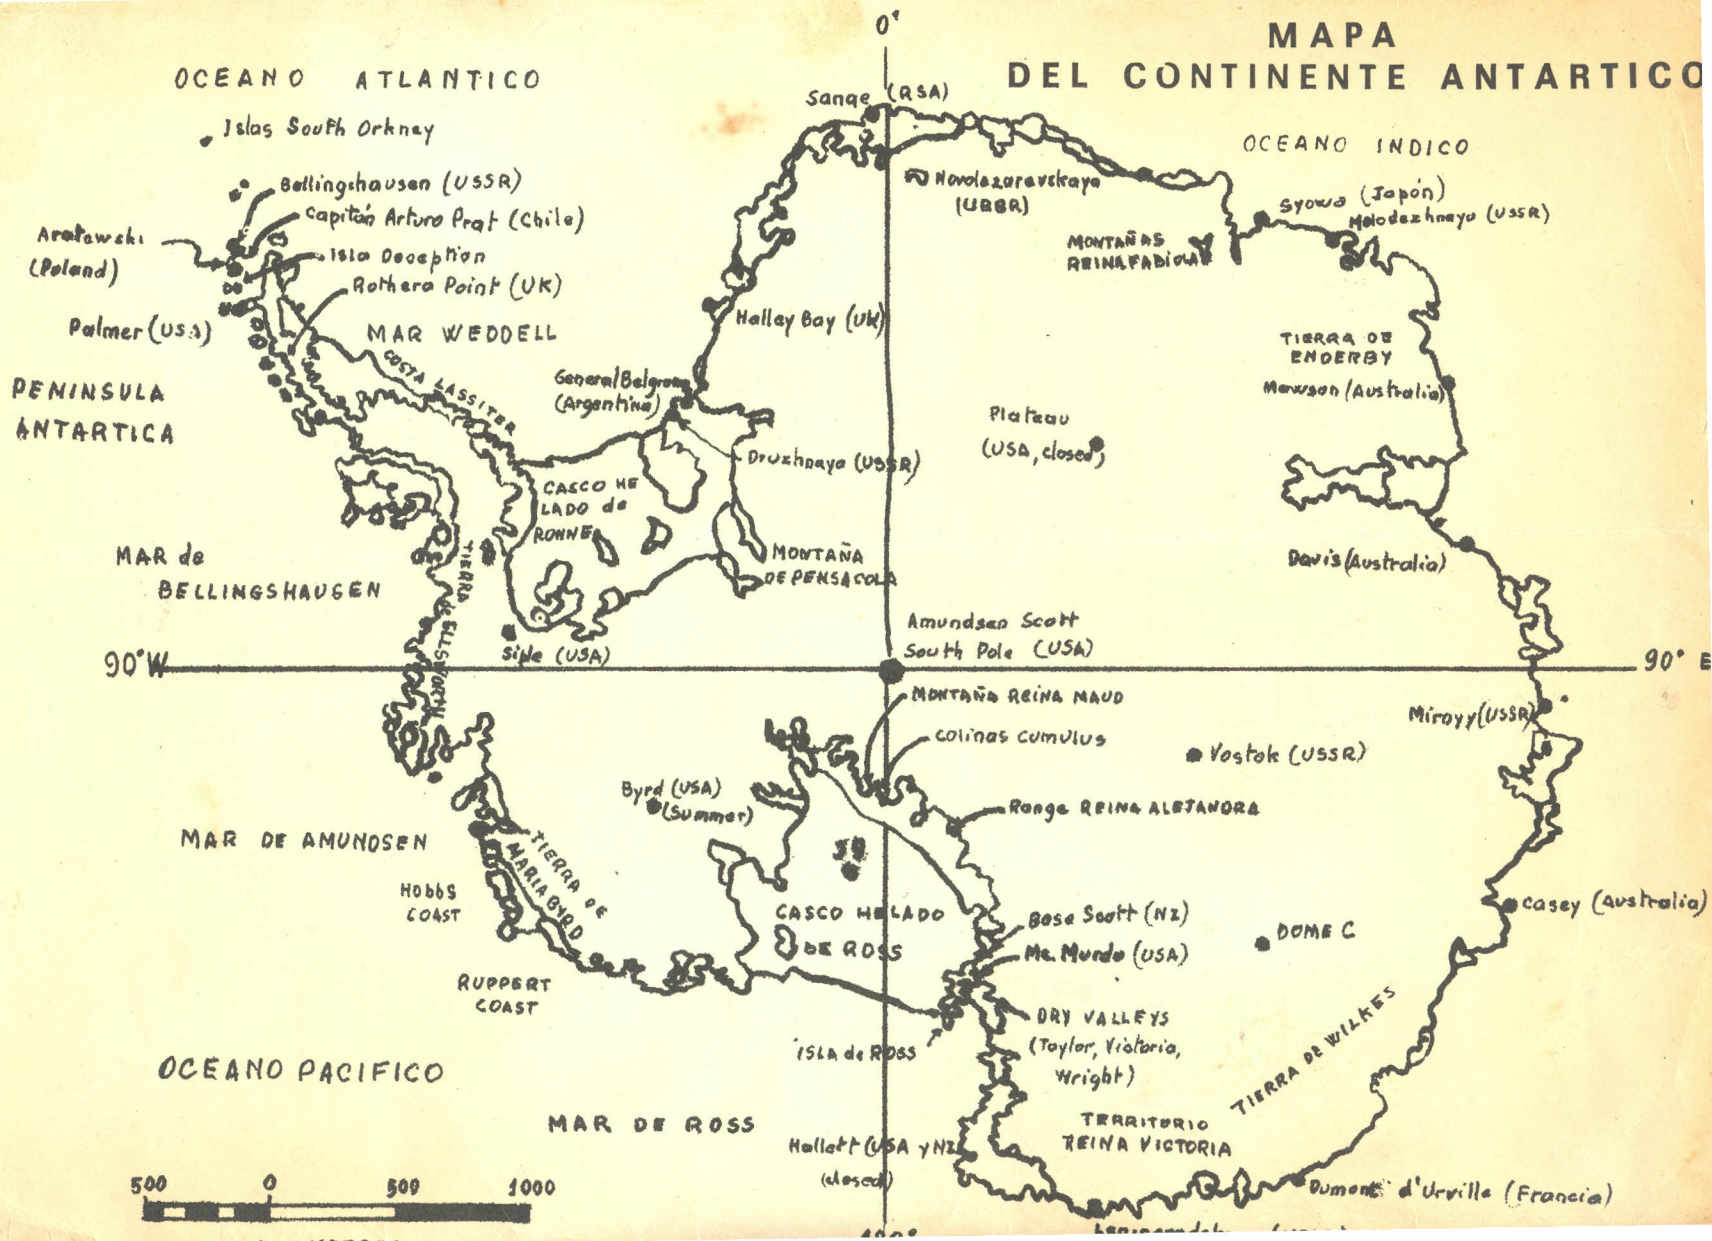 0°
MAPA
DEL CONTINENTE ANTARTICO
OCEANO ATLANTICO
Islas South Orkney
Sanae (RSA)
OCEANO INDICO
Bellingshausen (USSR)
Capitán Arturo Prat (Chile)
Aratowski
(Poland)
Isla Deception
Rothera Point (UK)
Palmer (USA)
MAR WEDDELL
COSTA LASSITER
PENINSULA
ANTARTICA
Novolazarevskaya
(URRR)
Syowa (Japón)
Molodezhnaya (USSR)
MONTAÑAS
REINA FABIOLA
Halley Bay (UK)
TIERRA DE
ENDERBY
Mawson (Australia)
General Belgrano
(Argentina)
Plateau
(USA, closed)
Druzhnaya (USSR)
CASCO HE
LADO de
RONNE
MONTAÑA
DE PENSACOLA
Davis (Australia)
MAR de
BELLINGSHAUSEN
TIERRA de ELLSWORTH
Siple (USA)
Amundsen Scott
South Pole (USA)
90°W
90° E
MONTAÑA REINA MAUD
COLINAS CUMULUS
Mirnyy (USSR)
Vostok (USSR)
Byrd (USA)
(Summer)
Range REINA ALEJANDRA
MAR DE AMUNDSEN
TIERRA DE
MARIA BYRD
HObbS
COAST
CASCO HELADO
DE ROSS
Base Scott (NZ)
Mc. Murdo (USA)
DOME C
Casey (Australia)
RUPPERT
COAST
DRY VALLEYS
(Taylor, Victoria,
Wright)
ISLA de ROSS
TIERRA DE WILKES
OCEANO PACIFICO
MAR DE ROSS
TERRITORIO
REINA VICTORIA
Hallett (USA y NZ
(closed)
Dumont d'Urville (Francia)
500 0 500 1000
180°